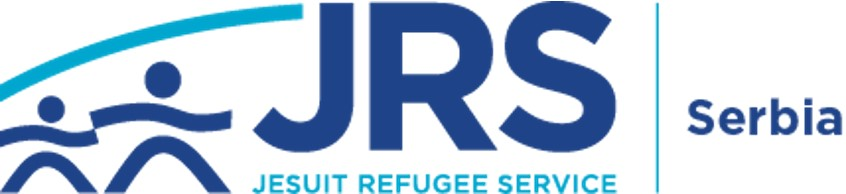 JRS
JESUIT REFUGEE SERVICE
Serbia